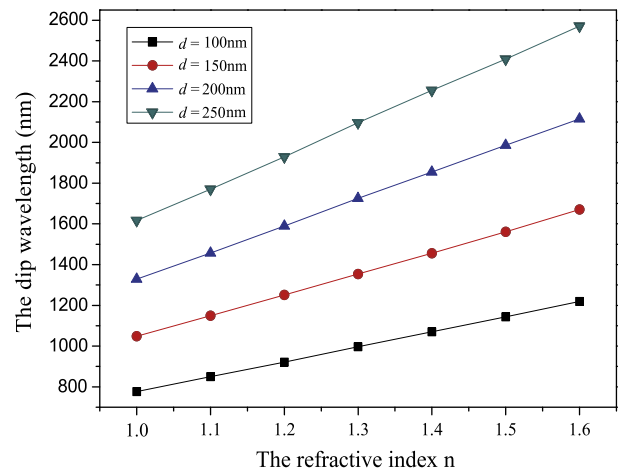 d = 100nm
d = 150nm
d = 200nm
d = 250nm
The dip wavelength (nm)
2600
2400
2200
2000
1800
1600
1400
1200
1000
800
1.0 1.1 1.2 1.3 1.4 1.5 1.6
The refractive index n